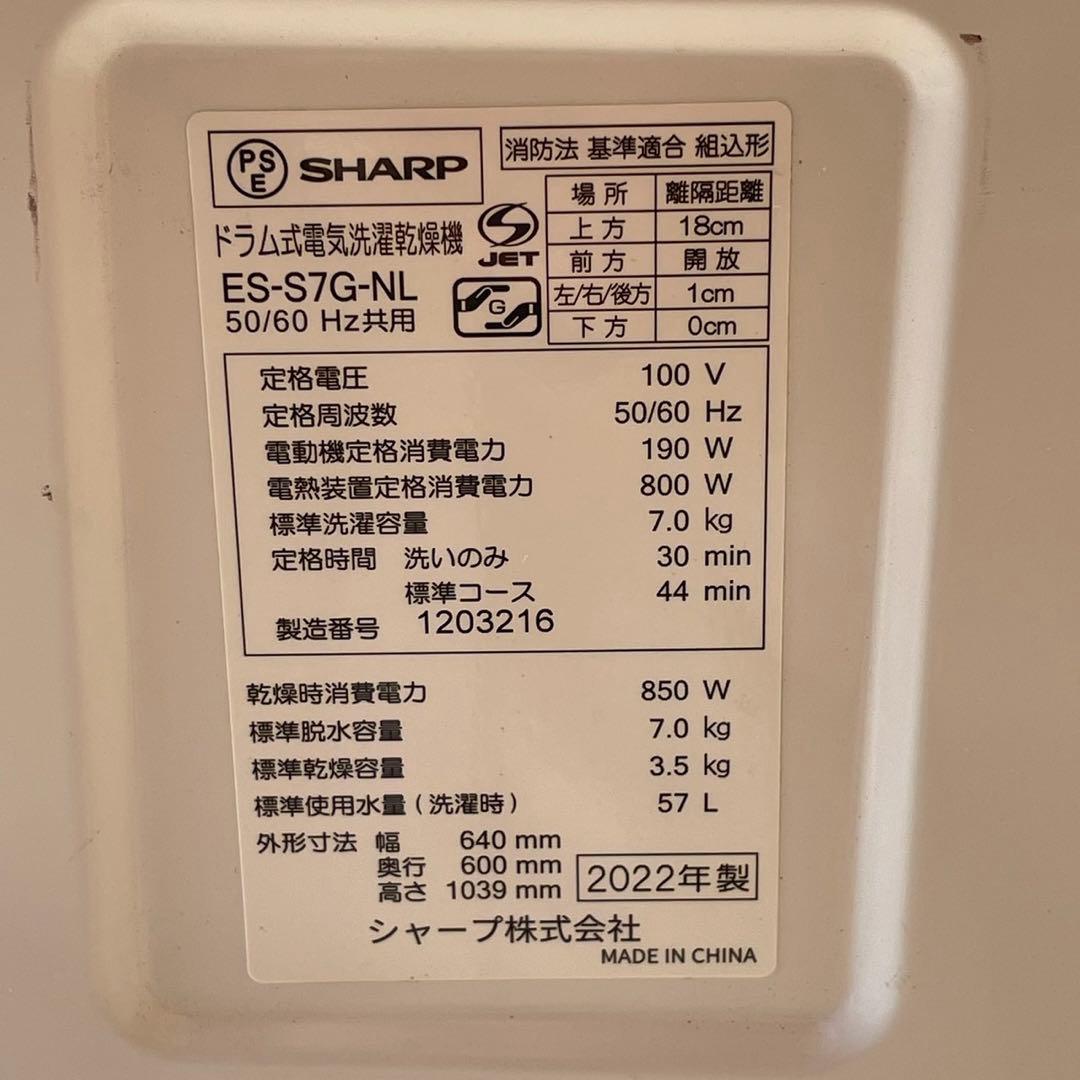 PSE SHARP
消防法 基準適合 組込形
場所 離隔距離
上方 18cm
前方 開放
左/右/後方 1cm
下方 0cm
ドラム式電気洗濯乾燥機
JET
ES-S7G-NL
G
50/60 Hz共用
定格電圧 100 V
定格周波数 50/60 Hz
電動機定格消費電力 190 W
電熱装置定格消費電力 800 W
標準洗濯容量 7.0 kg
定格時間 洗いのみ 30 min
標準コース 44 min
製造番号 1203216
乾燥時消費電力 850 W
標準脱水容量 7.0 kg
標準乾燥容量 3.5 kg
標準使用水量(洗濯時) 57 L
外形寸法 幅 640 mm
奥行 600 mm
高さ 1039 mm
2022年製
シャープ株式会社
MADE IN CHINA